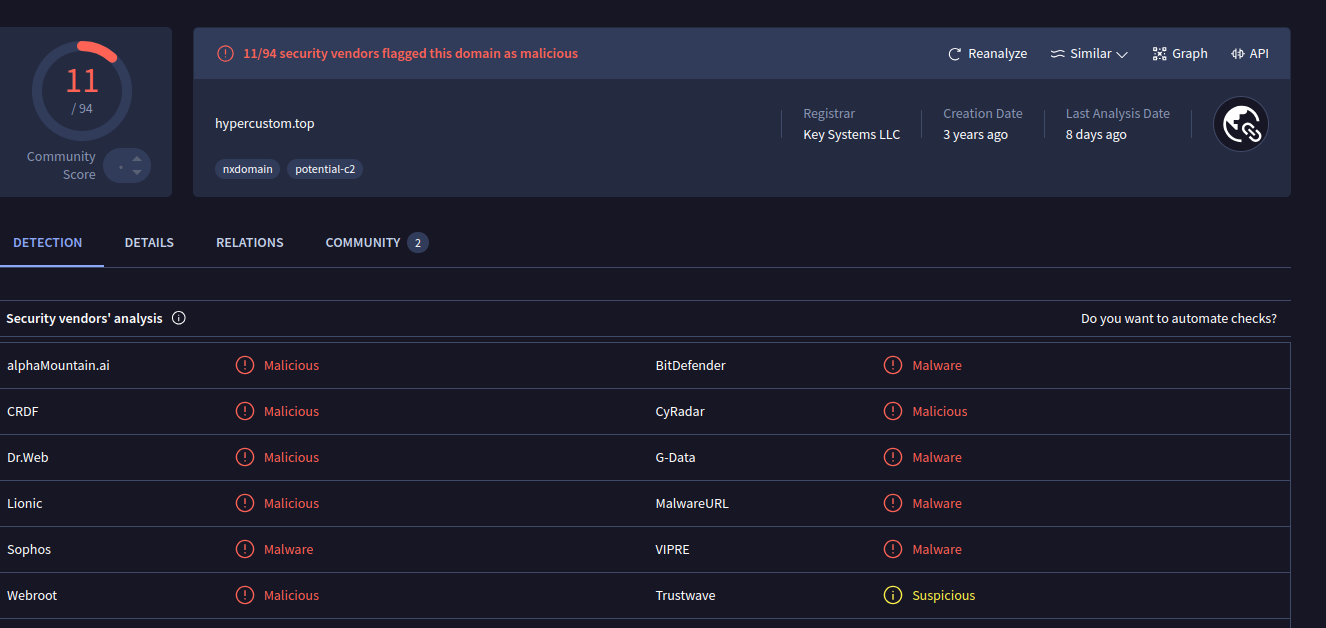 11
/ 94
Community
Score
11/94 security vendors flagged this domain as malicious
Reanalyze
Similar
Graph
API
hypercustom.top
nxdomain
potential-c2
Registrar
Key Systems LLC
Creation Date
3 years ago
Last Analysis Date
8 days ago
DETECTION
DETAILS
RELATIONS
COMMUNITY 2
Security vendors' analysis
Do you want to automate checks?
alphaMountain.ai Malicious BitDefender Malware
CRDF Malicious CyRadar Malicious
Dr.Web Malicious G-Data Malware
Lionic Malicious MalwareURL Malware
Sophos Malware VIPRE Malware
Webroot Malicious Trustwave Suspicious